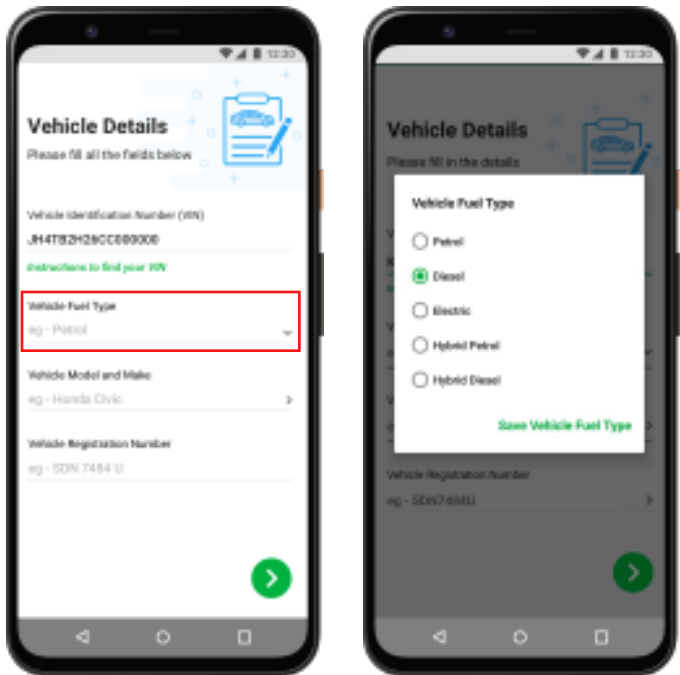 12:30
Vehicle Details
Please fill all the fields below
Vehicle Identification Number (VIN)
JH4TB2H26CC000000
Instructions to find your VIN
Vehicle Fuel Type
eg - Petrol
Vehicle Model and Make
eg - Honda Civic
Vehicle Registration Number
eg - SDN 7484 U
12:30
Vehicle Details
Please fill in the details
Vehicle Fuel Type
Petrol
Diesel
Electric
Hybrid Petrol
Hybrid Diesel
Save Vehicle Fuel Type
Vehicle Registration Number
eg - SDN7484U